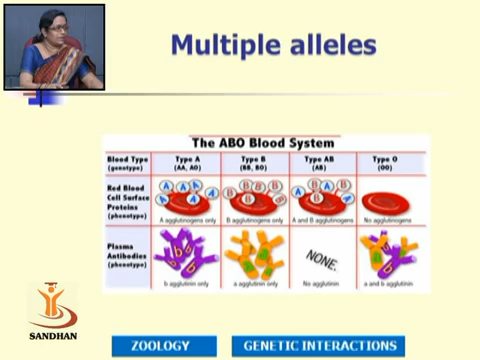 Multiple alleles
The ABO Blood System
Blood Type
(genotype)
Type A
(AA, AO)
Type B
(BB, BO)
Type AB
(AB)
Type O
(OO)
Red Blood
Cell Surface
Proteins
(phenotype)
A A A A A
B B B B B
A B A B A B
A agglutinogens only
B agglutinogens only
A and B agglutinogens
No agglutinogens
Plasma
Antibodies
(phenotype)
NONE.
b agglutinin only
a agglutinin only
No agglutinin
a and b agglutinin
SANDHAN
ZOOLOGY
GENETIC INTERACTIONS